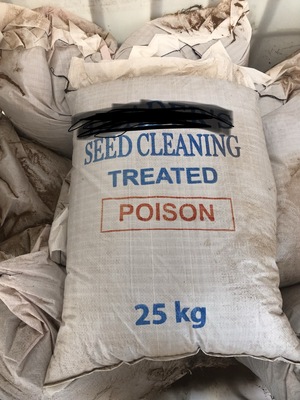 SEED CLEANING
TREATED
POISON
25 kg